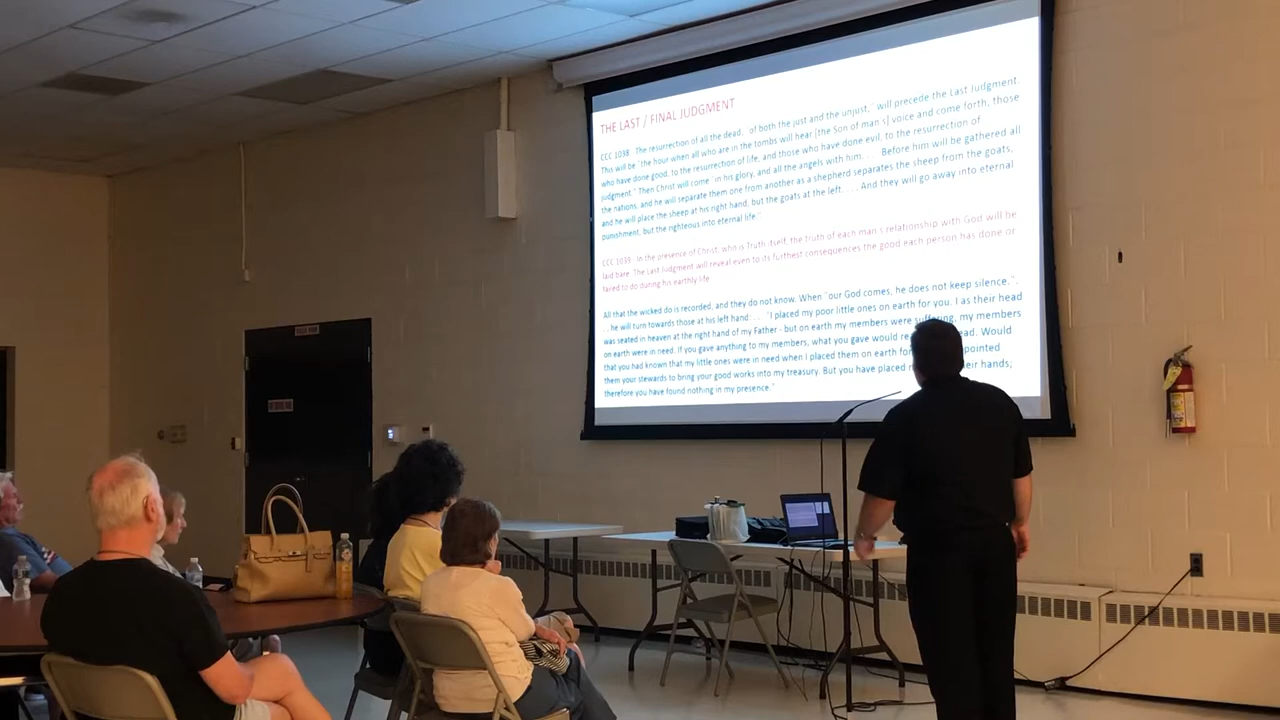 THE LAST / FINAL JUDGMENT
CCC 1038 - The resurrection of all the dead, "of both the just and the unjust," will precede the Last Judgment.
This will be "the hour when all who are in the tombs will hear [the Son of man's] voice and come forth, those
who have done good, to the resurrection of life, and those who have done evil, to the resurrection of
judgment." Then Christ will come "in his glory, and all the angels with him. . . . Before him will be gathered all
the nations, and he will separate them one from another as a shepherd separates the sheep from the goats,
and he will place the sheep at his right hand, but the goats at the left. . . . And they will go away into eternal
punishment, but the righteous into eternal life."
CCC 1039 - In the presence of Christ, who is Truth itself, the truth of each man's relationship with God will be
laid bare. The Last Judgment will reveal even to its furthest consequences the good each person has done or
failed to do during his earthly life
All that the wicked do is recorded, and they do not know. When "our God comes, he does not keep silence.". .
. . he will turn towards those at his left hand: . . . "I placed my poor little ones on earth for you. I as their head
was seated in heaven at the right hand of my Father - but on earth my members were suffering, my members
on earth were in need. If you gave anything to my members, what you gave would re ead. Would
that you had known that my little ones were in need when I placed them on earth for pointed
them your stewards to bring your good works into my treasury. But you have placed n eir hands;
therefore you have found nothing in my presence."